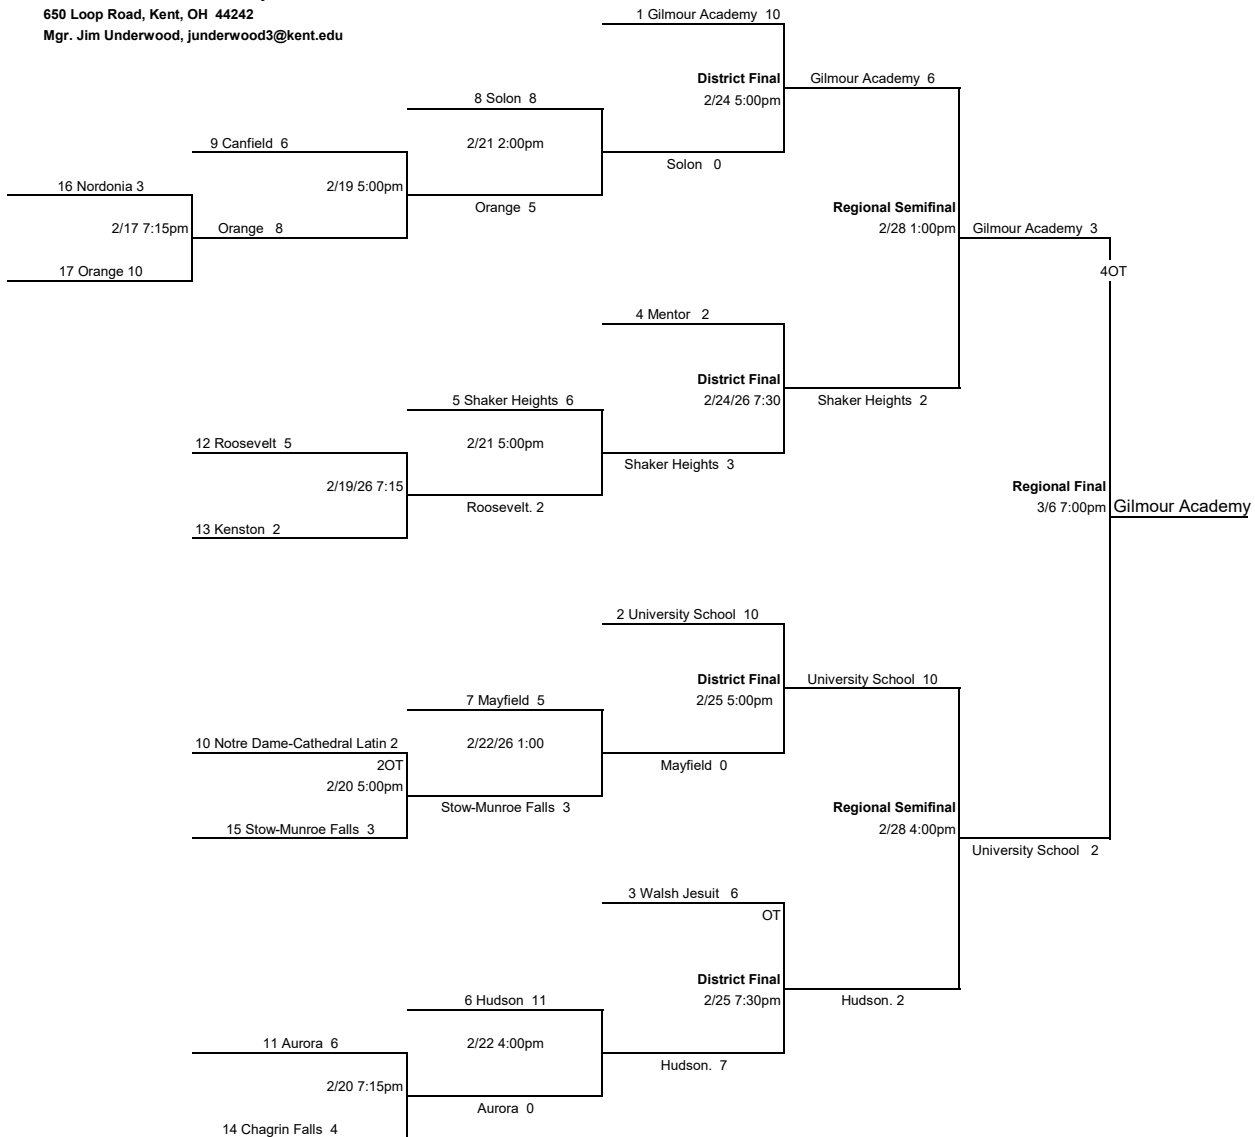 650 Loop Road, Kent, OH  44242
Mgr. Jim Underwood, junderwood3@kent.edu
1 Gilmour Academy  10
District Final
2/24 5:00pm
Gilmour Academy  6
8 Solon  8
2/21 2:00pm
9 Canfield  6
Solon   0
16 Nordonia 3
2/19 5:00pm
Orange  5
2/17 7:15pm
Orange   8
Regional Semifinal
2/28 1:00pm
Gilmour Academy  3
17 Orange 10
4OT
4 Mentor   2
District Final
2/24/26 7:30
Shaker Heights  2
5 Shaker Heights  6
2/21 5:00pm
12 Roosevelt  5
Shaker Heights  3
2/19/26 7:15
Roosevelt. 2
13 Kenston  2
Regional Final
3/6 7:00pm
Gilmour Academy
2 University School  10
District Final
2/25 5:00pm
University School  10
7 Mayfield  5
2/22/26 1:00
10 Notre Dame-Cathedral Latin 2
2OT
2/20 5:00pm
Mayfield  0
Stow-Munroe Falls  3
15 Stow-Munroe Falls  3
Regional Semifinal
2/28 4:00pm
University School   2
3 Walsh Jesuit   6
OT
District Final
2/25 7:30pm
Hudson. 2
6 Hudson  11
2/22 4:00pm
11 Aurora  6
Hudson.  7
2/20 7:15pm
Aurora  0
14 Chagrin Falls  4